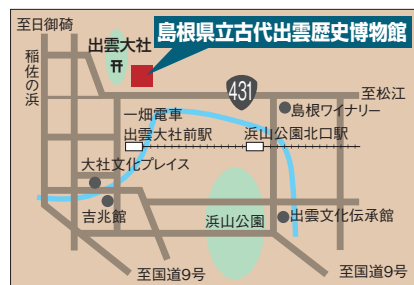 至日御碕
島根県立古代出雲歴史博物館
出雲大社
稲佐の浜
431
至松江
島根ワイナリー
一畑電車
出雲大社前駅
浜山公園北口駅
大社文化プレイス
吉兆館
浜山公園
出雲文化伝承館
至国道9号
至国道9号